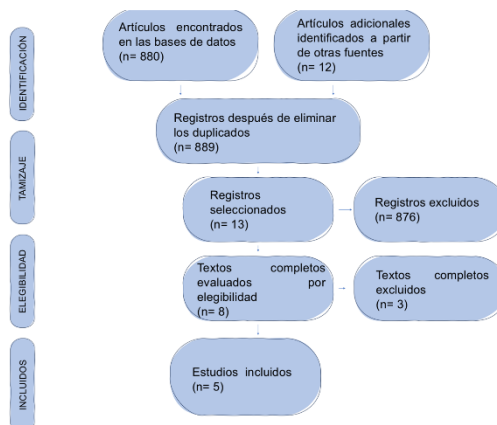 IDENTIFICACIÓN
Artículos encontrados
en las bases de datos
(n= 880)
Artículos adicionales
identificados a partir
de otras fuentes
(n= 12)
Registros después de eliminar
los duplicados
(n= 889)
TAMIZAJE
Registros
seleccionados
(n= 13)
Registros excluidos
(n= 876)
ELEGIBILIDAD
Textos completos
evaluados por
elegibilidad
(n= 8)
Textos completos
excluidos
(n= 3)
INCLUIDOS
Estudios incluidos
(n= 5)